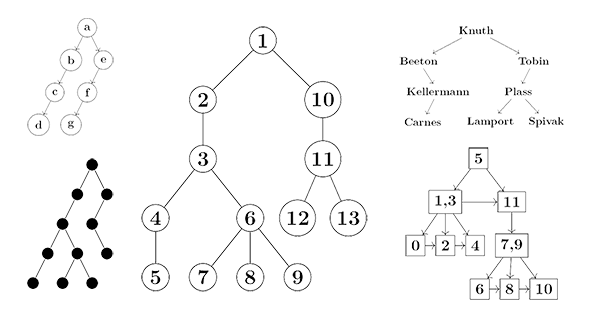 a
b e
c f
d g
1
2 10
3 11
4 6 12 13
5 7 8 9
Knuth
Beeton Tobin
Kellermann Plass
Carnes Lamport Spivak
5
1,3 11
0 2 4 7,9
6 8 10